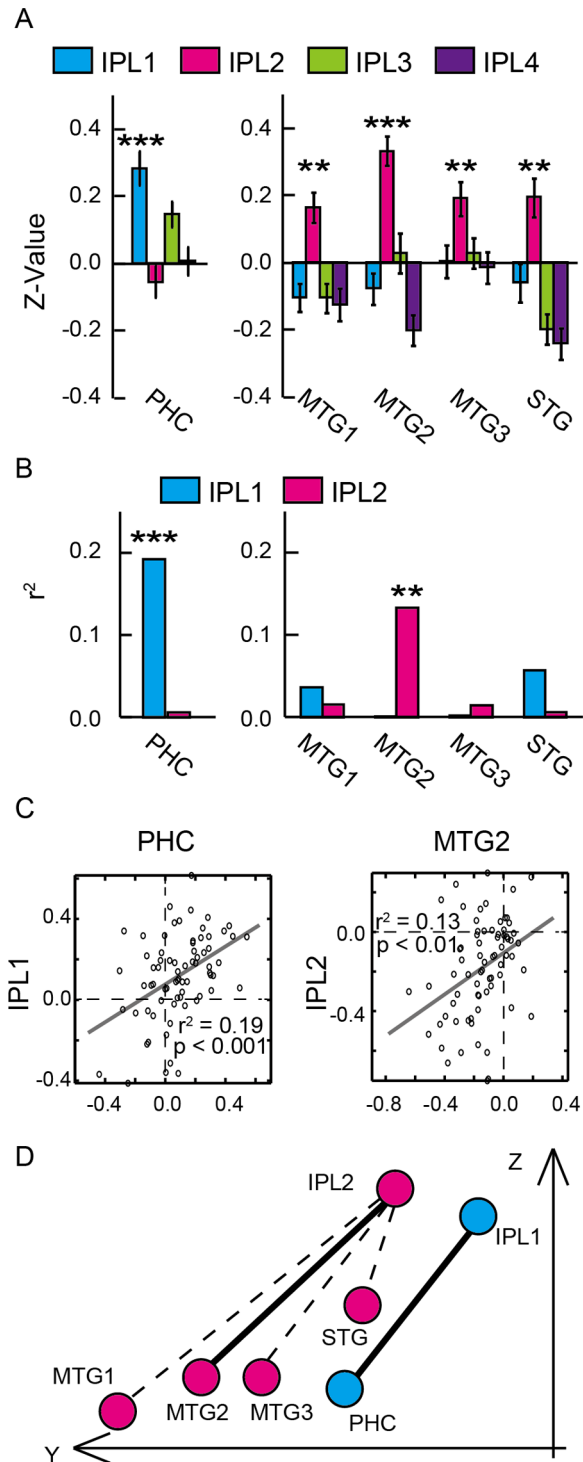 A
IPL1 IPL2 IPL3 IPL4
*** ** *** ** **
0.4 0.4
0.2 0.2
0.0 0.0
-0.2 -0.2
-0.4 -0.4
Z-Value
PHC MTG1 MTG2 MTG3 STG
B
IPL1 IPL2
*** **
0.2 0.2
0.1 0.1
0.0 0.0
r²
PHC MTG1 MTG2 MTG3 STG
C
PHC MTG2
0.4
0.0
-0.4
IPL1
r² = 0.19
p < 0.001
-0.4 0.0 0.4
0.0
-0.4
IPL2
r² = 0.13
p < 0.01
-0.8 -0.4 0.0 0.4
D
Z
IPL2
IPL1
STG
MTG1
MTG2 MTG3
PHC
Y